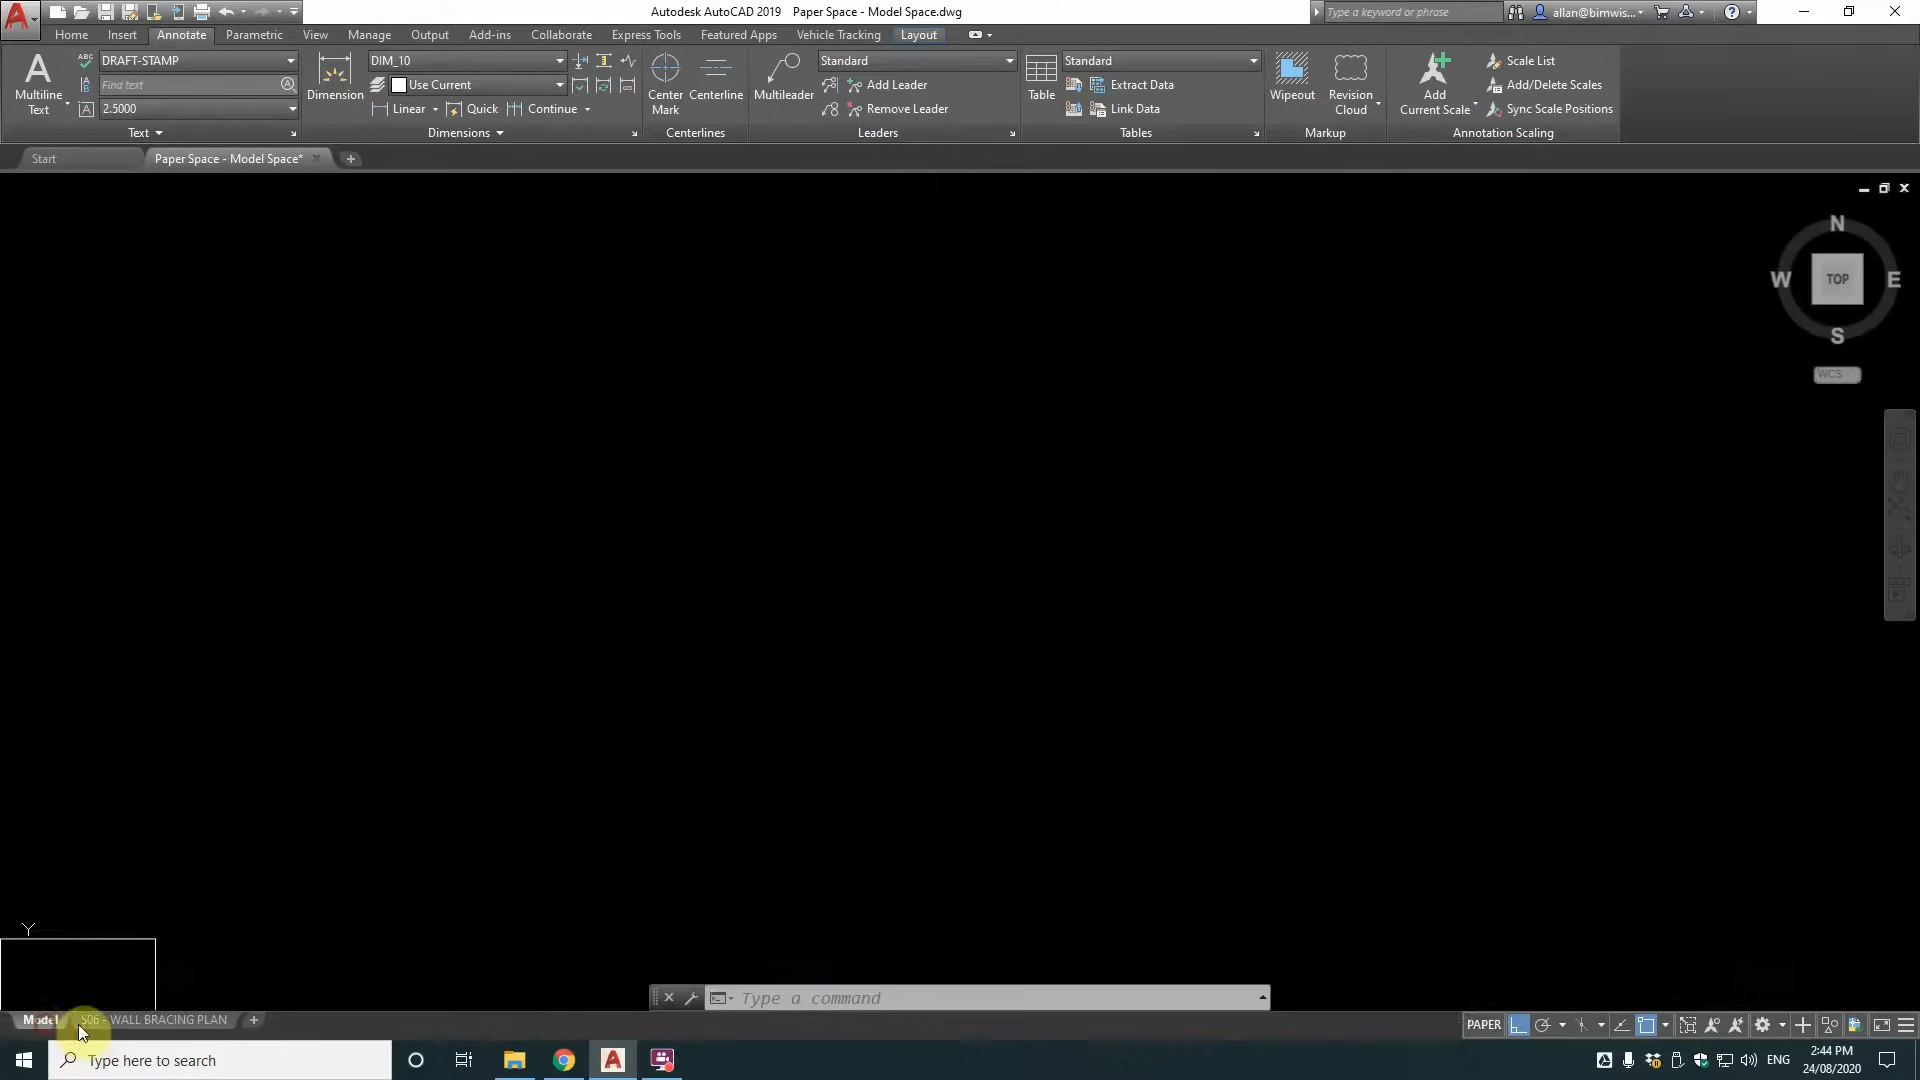 Autodesk AutoCAD 2019 Paper Space - Model Space.dwg
Type a keyword or phrase
allan@bimwis...
Home Insert Annotate Parametric View Manage Output Add-ins Collaborate Express Tools Featured Apps Vehicle Tracking Layout
Multiline
Text
DRAFT-STAMP
Find text
2.5000
Text
Dimension
DIM_10
Use Current
Linear Quick Continue
Dimensions
Center
Mark
Centerline
Centerlines
Multileader
Standard
Add Leader
Remove Leader
Leaders
Table
Standard
Extract Data
Link Data
Tables
Wipeout
Revision
Cloud
Markup
Add
Current Scale
Scale List
Add/Delete Scales
Sync Scale Positions
Annotation Scaling
Start Paper Space - Model Space*
N
W TOP E
S
WCS
Y
Type a command
Model S06 - WALL BRACING PLAN
PAPER
Type here to search
ENG
2:44 PM
24/08/2020